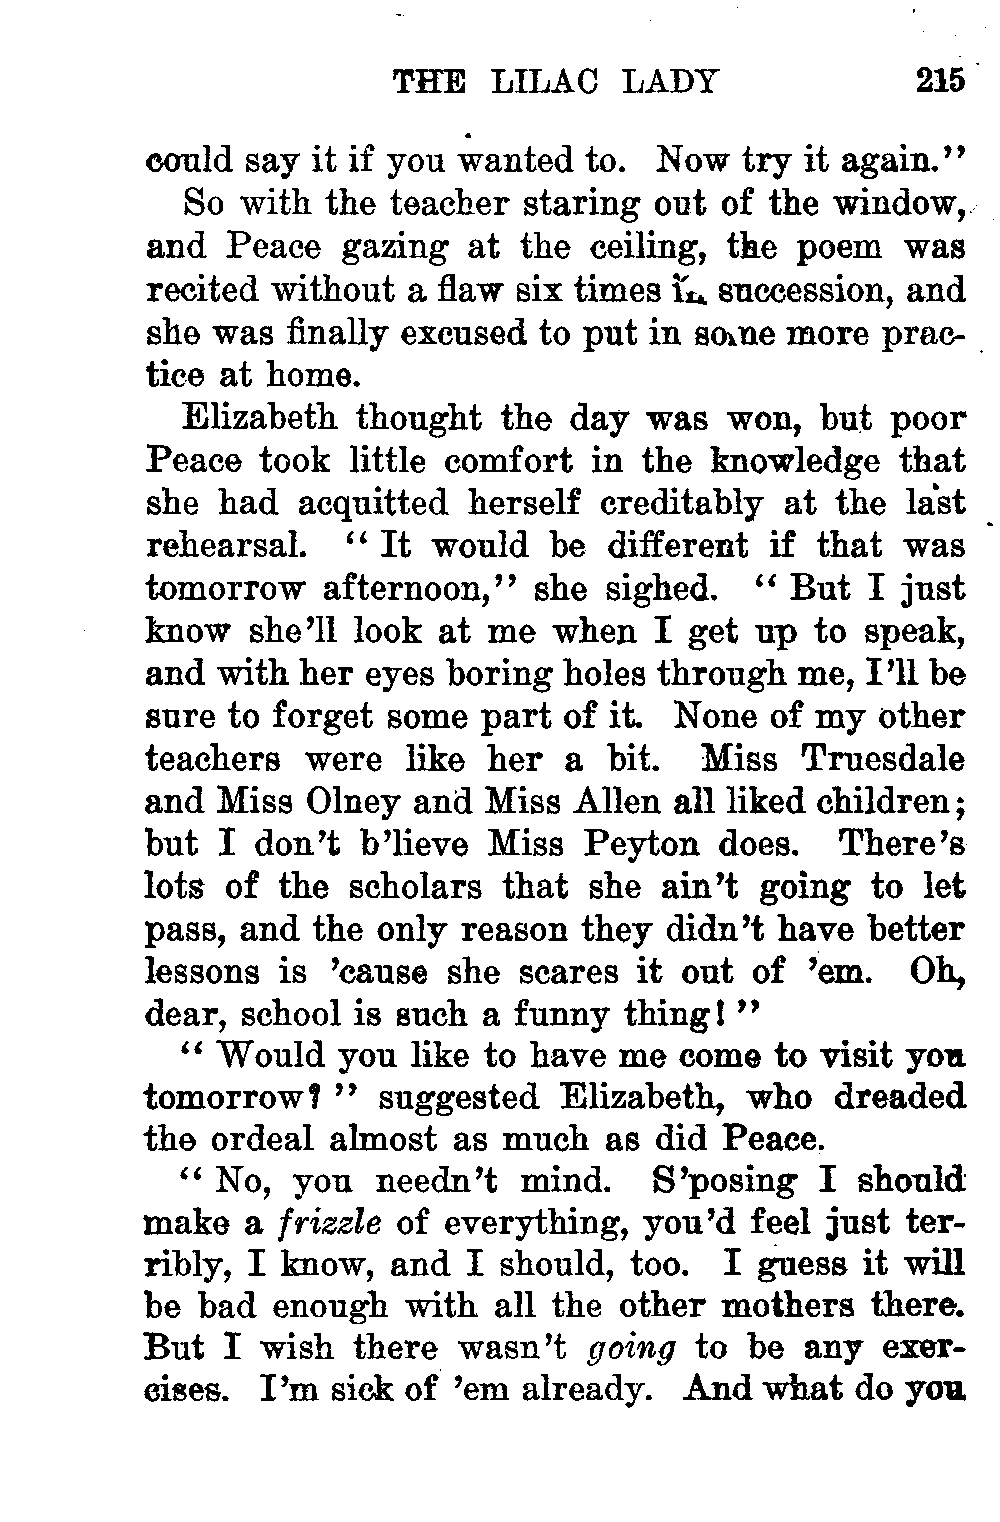 THE LILAC LADY 215
could say it if you wanted to. Now try it again."
So with the teacher staring out of the window,
and Peace gazing at the ceiling, the poem was
recited without a flaw six times in succession, and
she was finally excused to put in some more prac-
tice at home.
Elizabeth thought the day was won, but poor
Peace took little comfort in the knowledge that
she had acquitted herself creditably at the last
rehearsal. "It would be different if that was
tomorrow afternoon," she sighed. "But I just
know she'll look at me when I get up to speak,
and with her eyes boring holes through me, I'll be
sure to forget some part of it. None of my other
teachers were like her a bit. Miss Truesdale
and Miss Olney and Miss Allen all liked children;
but I don't b'lieve Miss Peyton does. There's
lots of the scholars that she ain't going to let
pass, and the only reason they didn't have better
lessons is 'cause she scares it out of 'em. Oh,
dear, school is such a funny thing!"
"Would you like to have me come to visit you
tomorrow?" suggested Elizabeth, who dreaded
the ordeal almost as much as did Peace.
"No, you needn't mind. S'posing I should
make a frizzle of everything, you'd feel just ter-
ribly, I know, and I should, too. I guess it will
be bad enough with all the other mothers there.
But I wish there wasn't going to be any exer-
cises. I'm sick of 'em already. And what do you